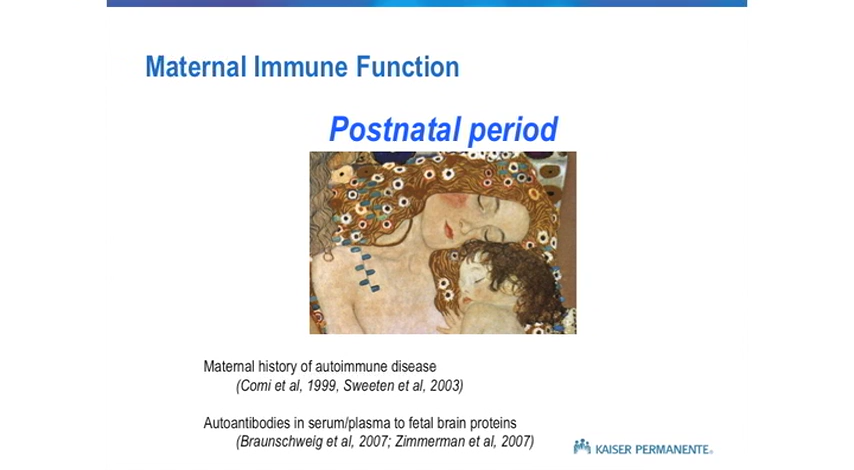 Maternal Immune Function
Postnatal period
Maternal history of autoimmune disease
(Comi et al, 1999, Sweeten et al, 2003)
Autoantibodies in serum/plasma to fetal brain proteins
(Braunschweig et al, 2007; Zimmerman et al, 2007)
KAISER PERMANENTE®